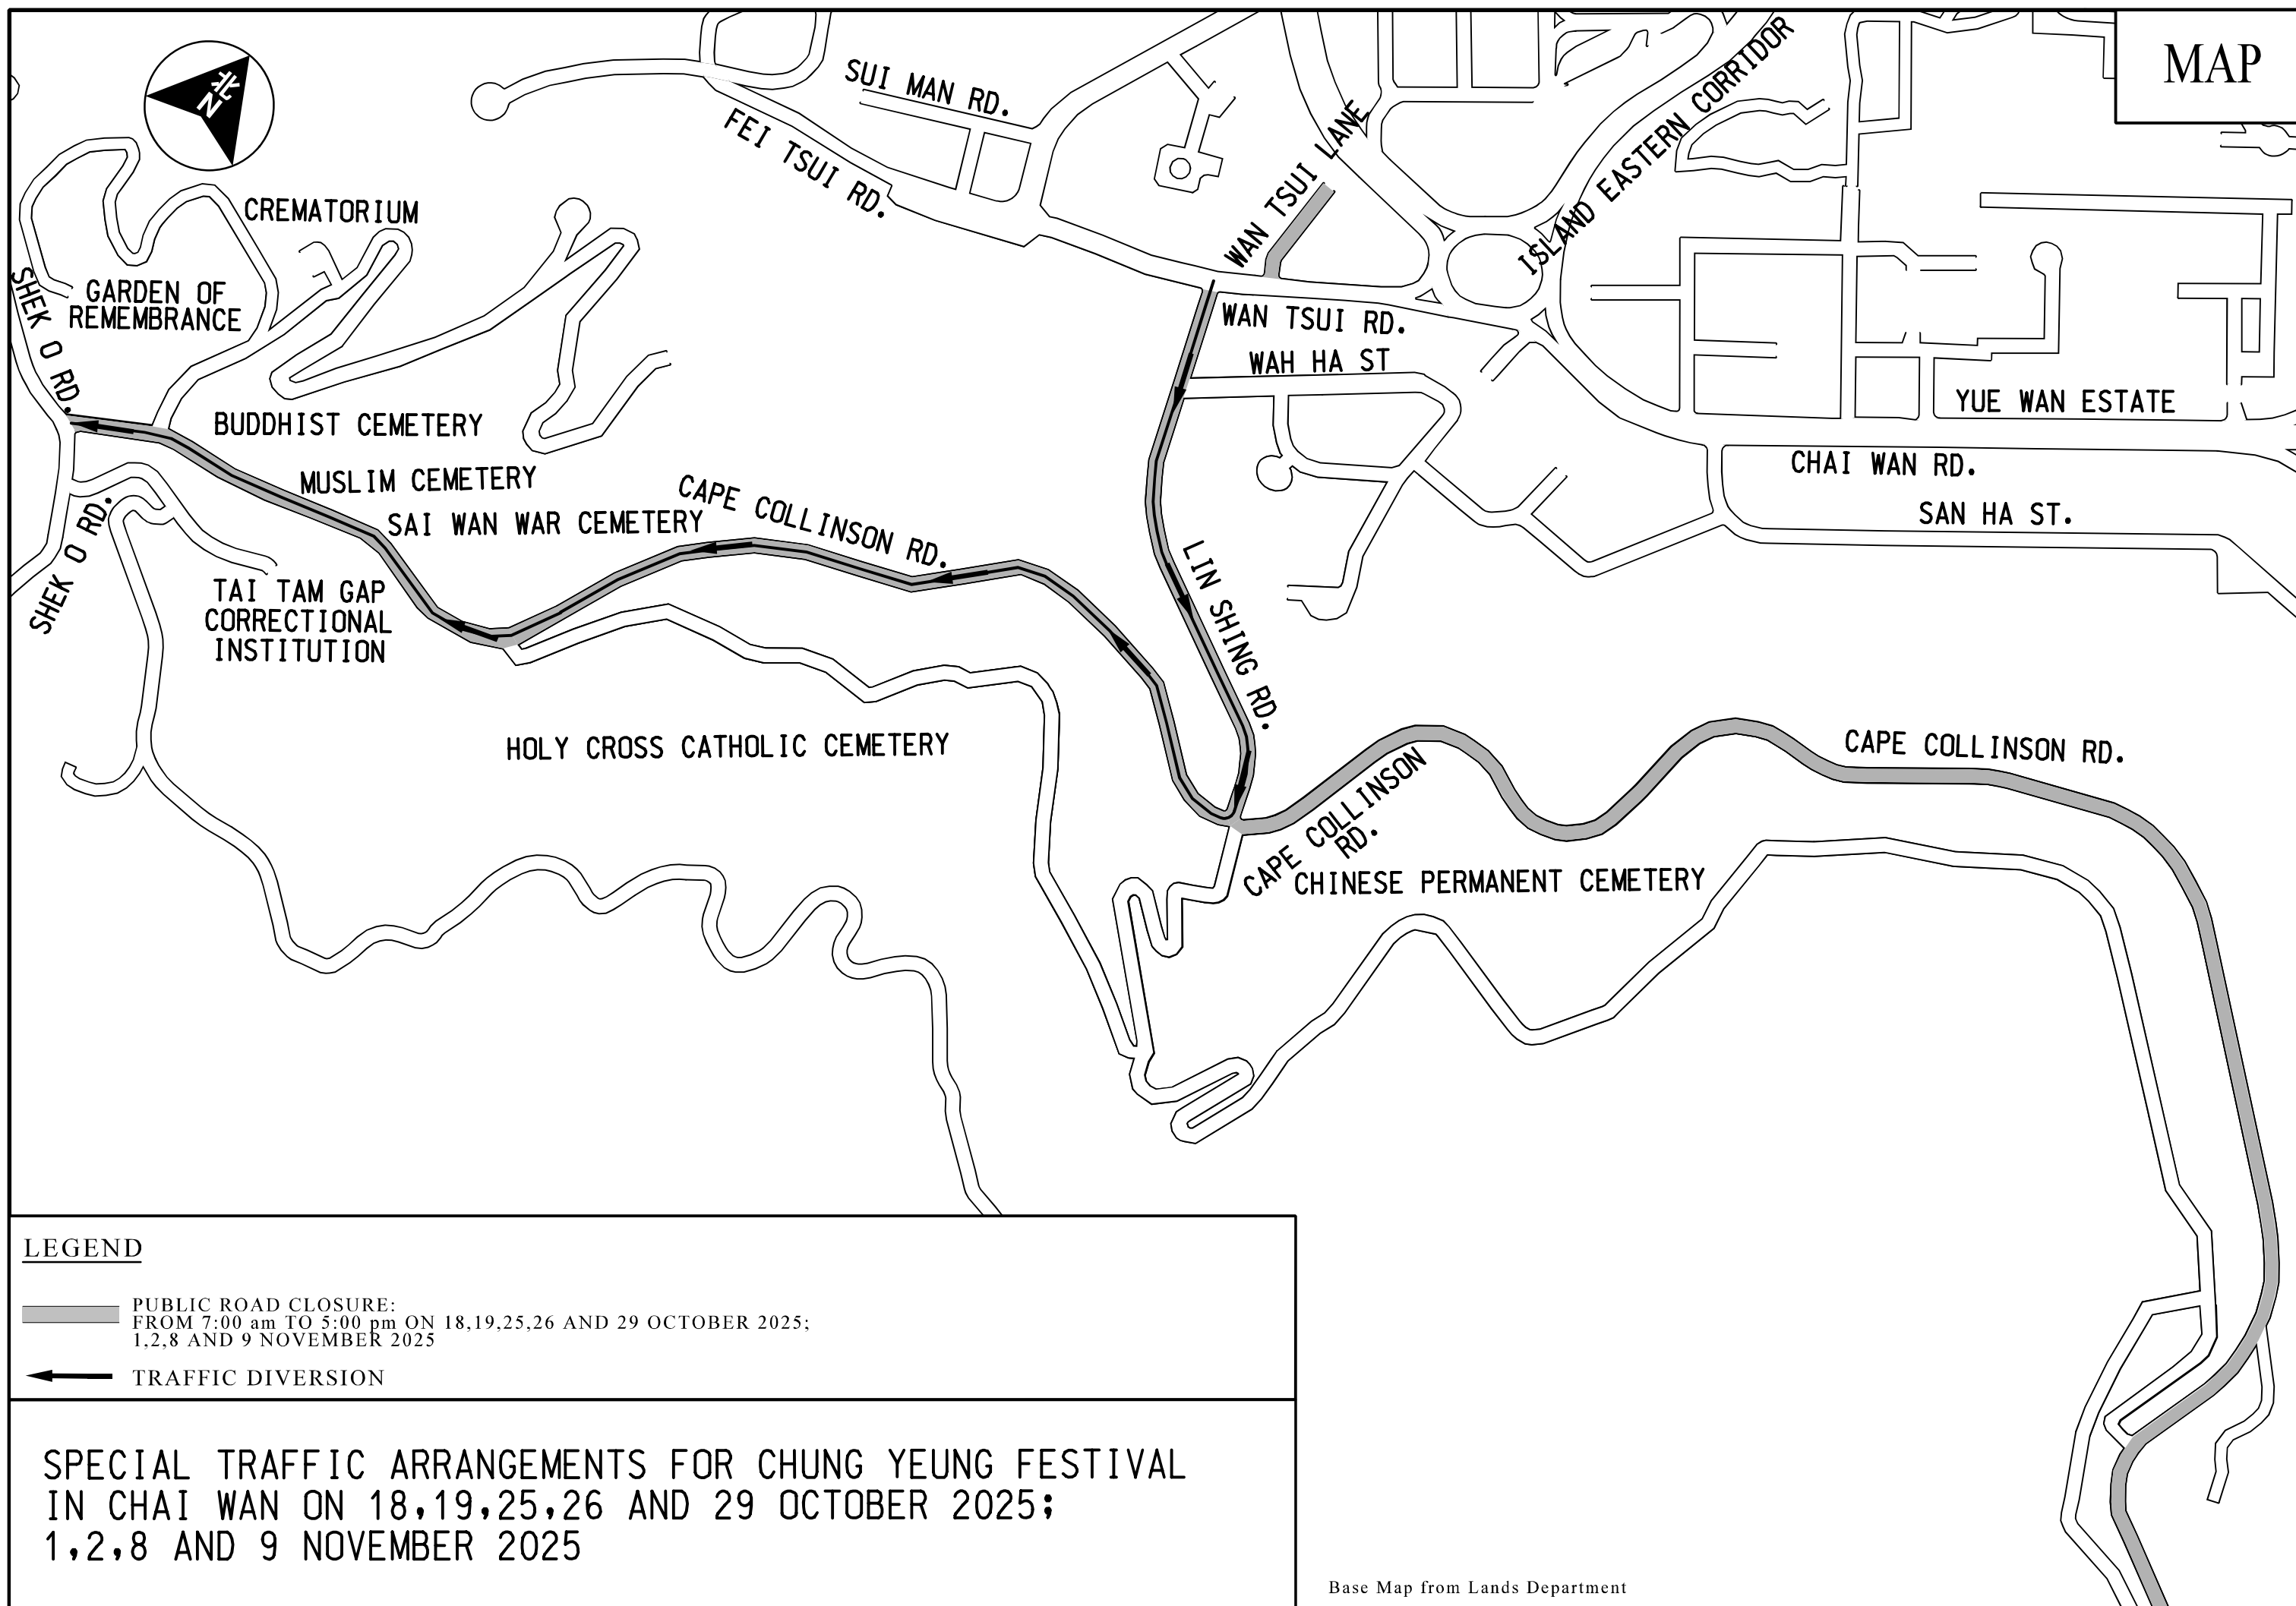 MAP
北
N
SUI MAN RD.
FEI TSUI RD.
WAN TSUI LANE
ISLAND EASTERN CORRIDOR
CREMATORIUM
GARDEN OF
REMEMBRANCE
SHEK O RD.
WAN TSUI RD.
WAH HA ST
YUE WAN ESTATE
BUDDHIST CEMETERY
CHAI WAN RD.
MUSLIM CEMETERY
SAI WAN WAR CEMETERY
CAPE COLLINSON RD.
SAN HA ST.
SHEK O RD.
TAI TAM GAP
CORRECTIONAL
INSTITUTION
LIN SHING RD.
HOLY CROSS CATHOLIC CEMETERY
CAPE COLLINSON RD.
CAPE COLLINSON
RD.
CHINESE PERMANENT CEMETERY
LEGEND
PUBLIC ROAD CLOSURE:
FROM 7:00 am TO 5:00 pm ON 18,19,25,26 AND 29 OCTOBER 2025;
1,2,8 AND 9 NOVEMBER 2025
TRAFFIC DIVERSION
SPECIAL TRAFFIC ARRANGEMENTS FOR CHUNG YEUNG FESTIVAL
IN CHAI WAN ON 18,19,25,26 AND 29 OCTOBER 2025;
1,2,8 AND 9 NOVEMBER 2025
Base Map from Lands Department